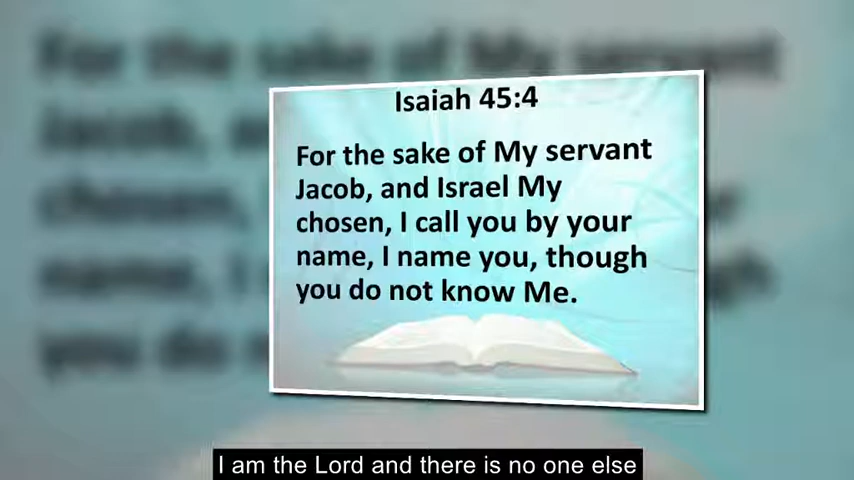 Isaiah 45:4
For the sake of My servant
Jacob, and Israel My
chosen, I call you by your
name, I name you, though
you do not know Me.
I am the Lord and there is no one else